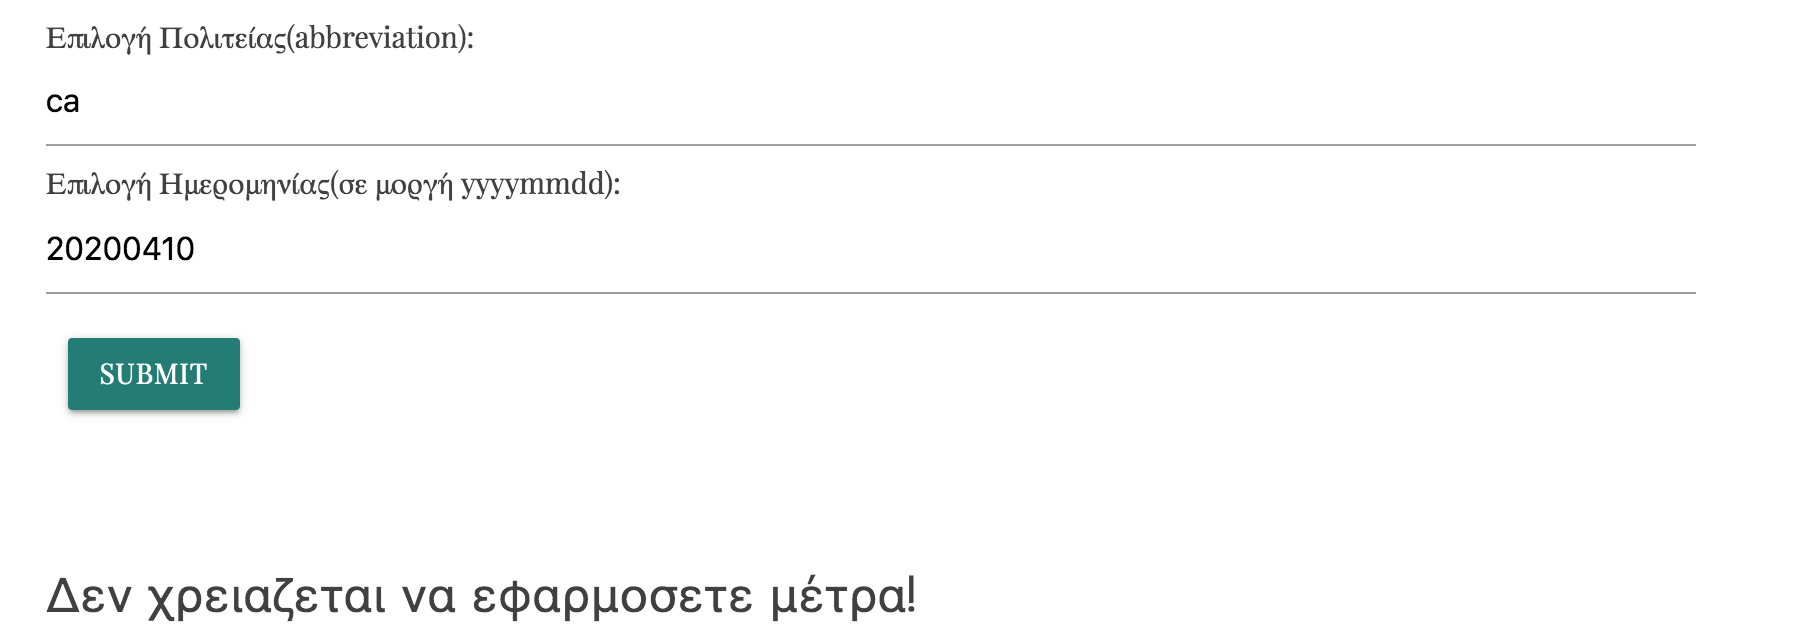 Επιλογή Πολιτείας(abbreviation):
ca
Επιλογή Ημερομηνίας(σε μοργή yyyymmdd):
20200410
SUBMIT
Δεν χρειαζεται να εφαρμοσετε μέτρα!